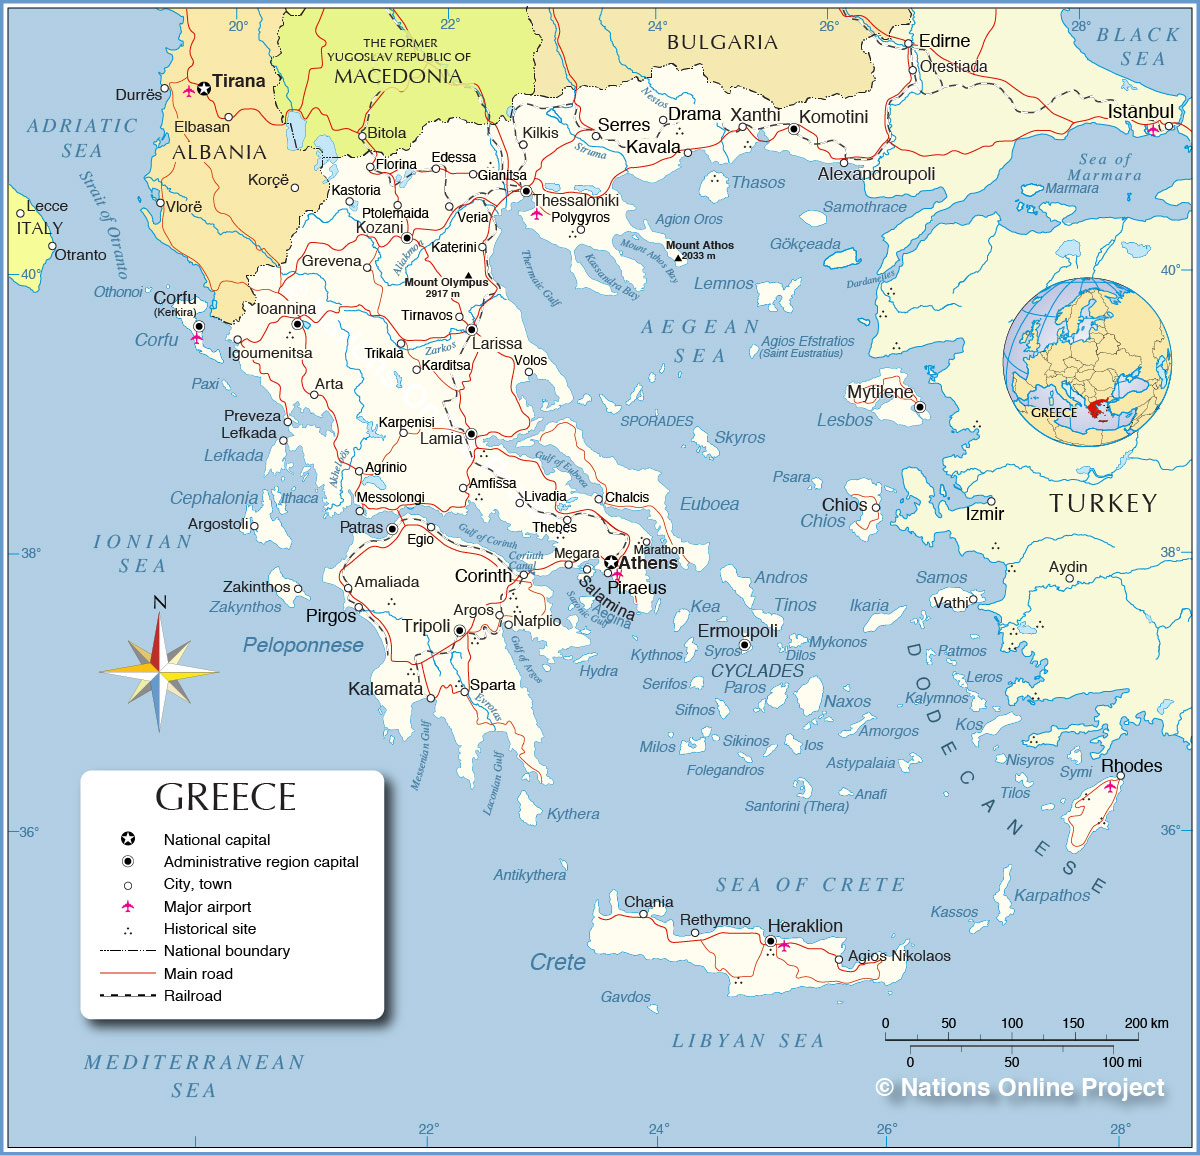 20°
22°
24°
26°
28°
BLACK
SEA
THE FORMER
YUGOSLAV REPUBLIC OF
MACEDONIA
BULGARIA
Edirne
Orestiada
Tirana
Durrës
Elbasan
ALBANIA
Korçë
Vlorë
ADRIATIC
SEA
Strait of Otranto
Lecce
ITALY
Otranto
Bitola
Nestos
Drama
Xanthi
Komotini
Istanbul
Kilkis
Serres
Struma
Kavala
Alexandroupoli
Sea of
Marmara
Marmara
Florina
Edessa
Gianitsa
Kastoria
Ptolemaida
Kozani
Veria
Thessaloniki
Polygyros
Thasos
Samothrace
Agion Oros
Gökçeada
Mount Athos
2033 m
Mount Athos Bay
Kassandra Bay
Thermaic Gulf
Katerini
Aliakmon
Grevena
Mount Olympus
2917 m
Lemnos
Dardanelles
40°
40°
Othonoi
Corfu
(Kerkira)
Corfu
Ioannina
Igoumenitsa
Tirnavos
Larissa
Trikala
Zarkos
Karditsa
Volos
AEGEAN
SEA
Agios Efstratios
(Saint Eustratius)
Paxi
Arta
Preveza
Lefkada
Lefkada
Karpenisi
Lamia
SPORADES
Skyros
Mytilene
Lesbos
GREECE
Gulf of Euboea
Agrinio
Amfissa
Livadia
Chalcis
Euboea
Psara
Chios
Chios
Izmir
TURKEY
Cephalonia
Ithaca
Argostoli
Messolongi
Patras
Egio
Gulf of Corinth
Thebes
Marathon
Megara
Athens
Piraeus
Salamina
Corinth
Canal
Corinth
IONIAN
SEA
38°
38°
Aydin
Zakinthos
Zakynthos
Amaliada
Pirgos
Argos
Nafplio
Tripoli
Aegina
Saronic Gulf
Andros
Kea
Tinos
Ikaria
Samos
Vathi
Ermoupoli
Syros
Mykonos
Dilos
Patmos
N
Peloponnese
Gulf of Argos
Hydra
Kythnos
CYCLADES
Serifos
Paros
Naxos
Leros
Kalymnos
Kos
DODECANESE
Kalamata
Sparta
Evrotas
Sifnos
Amorgos
Milos
Sikinos
Ios
Folegandros
Astypalaia
Nisyros
Symi
Tilos
Rhodes
Messenian Gulf
Laconian Gulf
Santorini (Thera)
Anafi
Kythera
36°
36°
GREECE
National capital
Administrative region capital
City, town
Major airport
Historical site
National boundary
Main road
Railroad
Antikythera
SEA OF CRETE
Karpathos
Kassos
Chania
Rethymno
Heraklion
Agios Nikolaos
Crete
Gavdos
LIBYAN SEA
MEDITERRANEAN
SEA
0 50 100 150 200 km
0 50 100 mi
© Nations Online Project
22°
24°
26°
28°